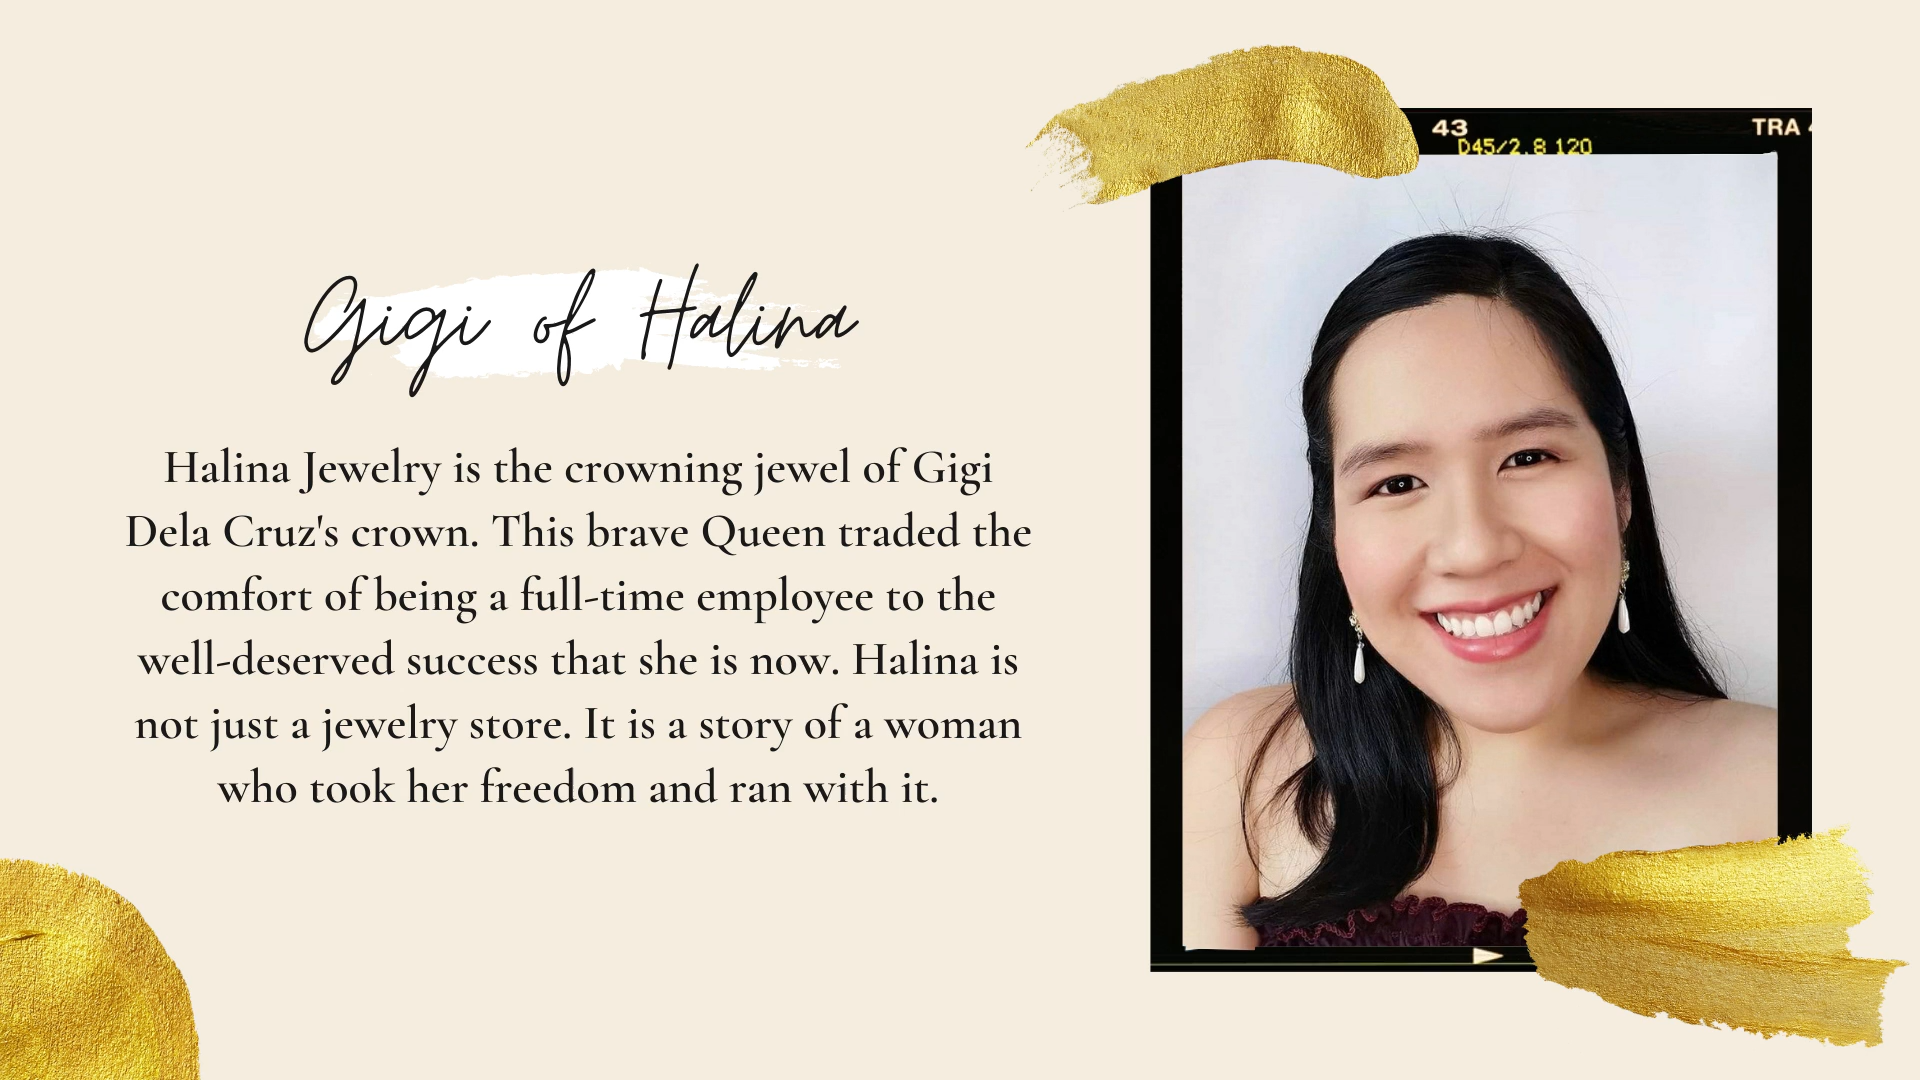 43
TRA
D45/2.8 120
Gigi of Halina
Halina Jewelry is the crowning jewel of Gigi
Dela Cruz's crown. This brave Queen traded the
comfort of being a full-time employee to the
well-deserved success that she is now. Halina is
not just a jewelry store. It is a story of a woman
who took her freedom and ran with it.